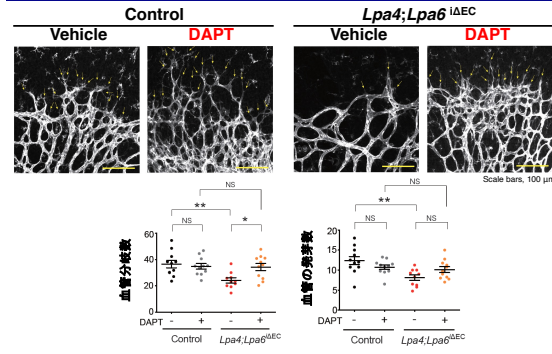 Control
Lpa4;Lpa6 iΔEC
Vehicle
DAPT
Vehicle
DAPT
Scale bars, 100 μm
NS
**
NS
*
血管分岐数
60
40
20
0
DAPT
-
+
-
+
Control
Lpa4;Lpa6iΔEC
NS
**
NS
NS
血管の発芽数
20
15
10
5
0
DAPT
-
+
-
+
Control
Lpa4;Lpa6iΔEC